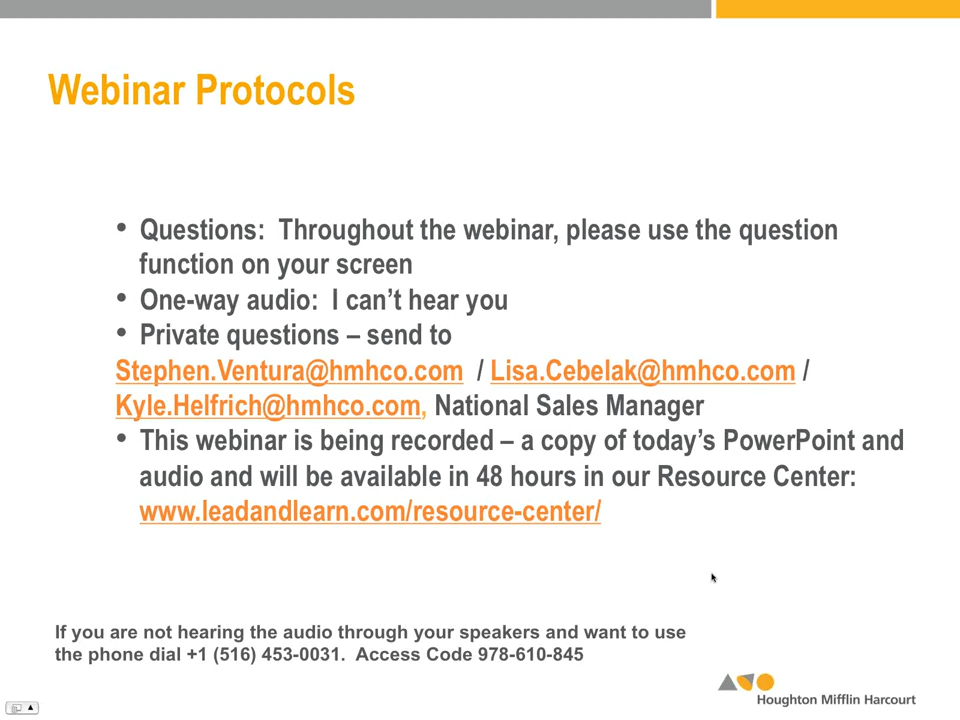 Webinar Protocols
• Questions:  Throughout the webinar, please use the question
function on your screen
• One-way audio:  I can’t hear you
• Private questions – send to
Stephen.Ventura@hmhco.com  / Lisa.Cebelak@hmhco.com /
Kyle.Helfrich@hmhco.com, National Sales Manager
• This webinar is being recorded – a copy of today’s PowerPoint and
audio and will be available in 48 hours in our Resource Center:
www.leadandlearn.com/resource-center/
If you are not hearing the audio through your speakers and want to use
the phone dial +1 (516) 453-0031.  Access Code 978-610-845
Houghton Mifflin Harcourt